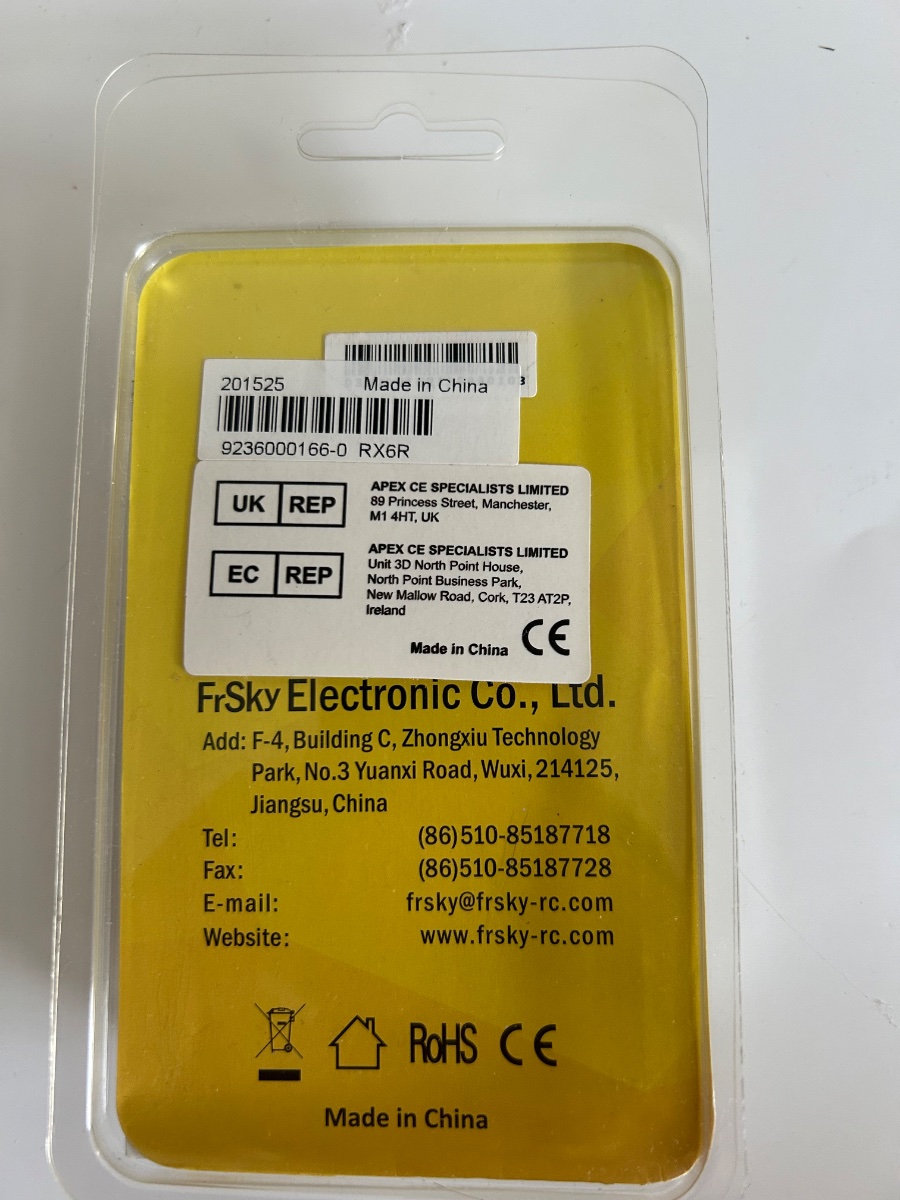 201525 Made in China
9236000166-0 RX6R
UK REP
APEX CE SPECIALISTS LIMITED
89 Princess Street, Manchester,
M1 4HT, UK
EC REP
APEX CE SPECIALISTS LIMITED
Unit 3D North Point House,
North Point Business Park,
New Mallow Road, Cork, T23 AT2P,
Ireland
Made in China CE
FrSky Electronic Co., Ltd.
Add: F-4, Building C, Zhongxiu Technology
Park, No.3 Yuanxi Road, Wuxi, 214125,
Jiangsu, China
Tel: (86)510-85187718
Fax: (86)510-85187728
E-mail: frsky@frsky-rc.com
Website: www.frsky-rc.com
RoHS CE
Made in China